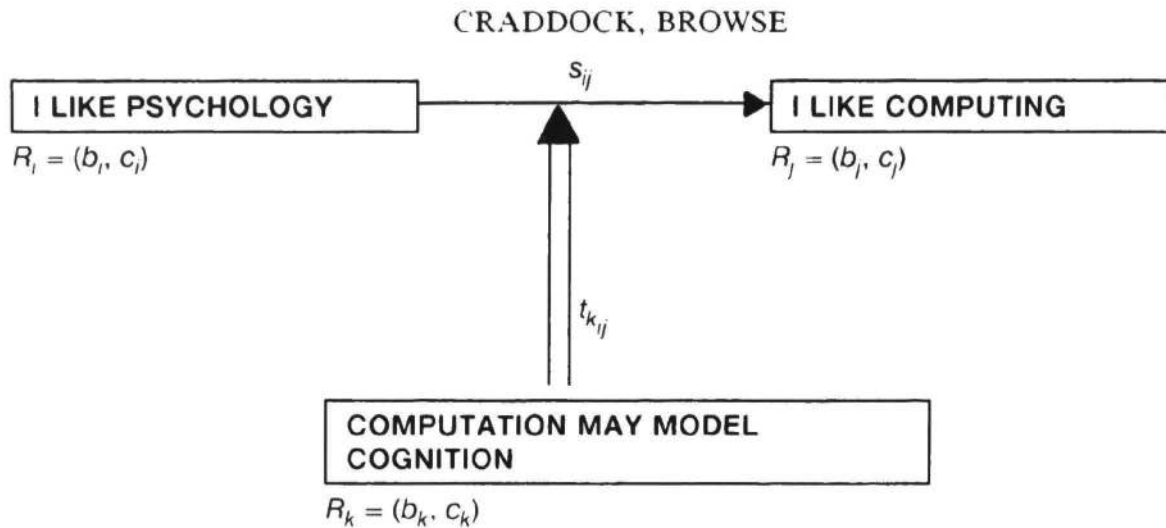 CRADDOCK, BROWSE
s_ij
I LIKE PSYCHOLOGY
I LIKE COMPUTING
R_i = (b_i, c_i)
R_j = (b_j, c_j)
t_k_ij
COMPUTATION MAY MODEL
COGNITION
R_k = (b_k, c_k)